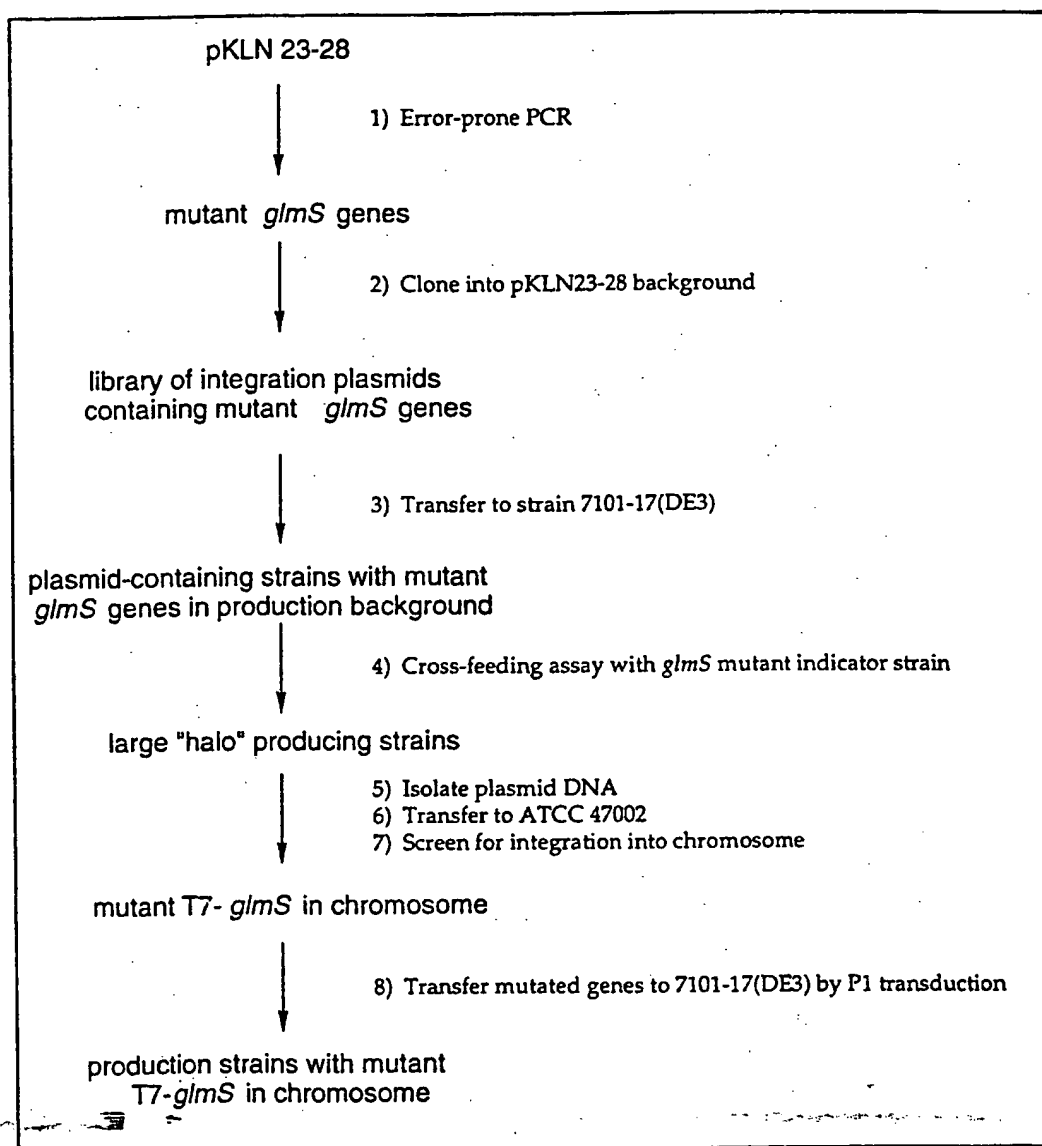 pKLN 23-28
1) Error-prone PCR
mutant glmS genes
2) Clone into pKLN23-28 background
library of integration plasmids
containing mutant glmS genes
3) Transfer to strain 7101-17(DE3)
plasmid-containing strains with mutant
glmS genes in production background
4) Cross-feeding assay with glmS mutant indicator strain
large "halo" producing strains
5) Isolate plasmid DNA
6) Transfer to ATCC 47002
7) Screen for integration into chromosome
mutant T7- glmS in chromosome
8) Transfer mutated genes to 7101-17(DE3) by P1 transduction
production strains with mutant
T7-glmS in chromosome